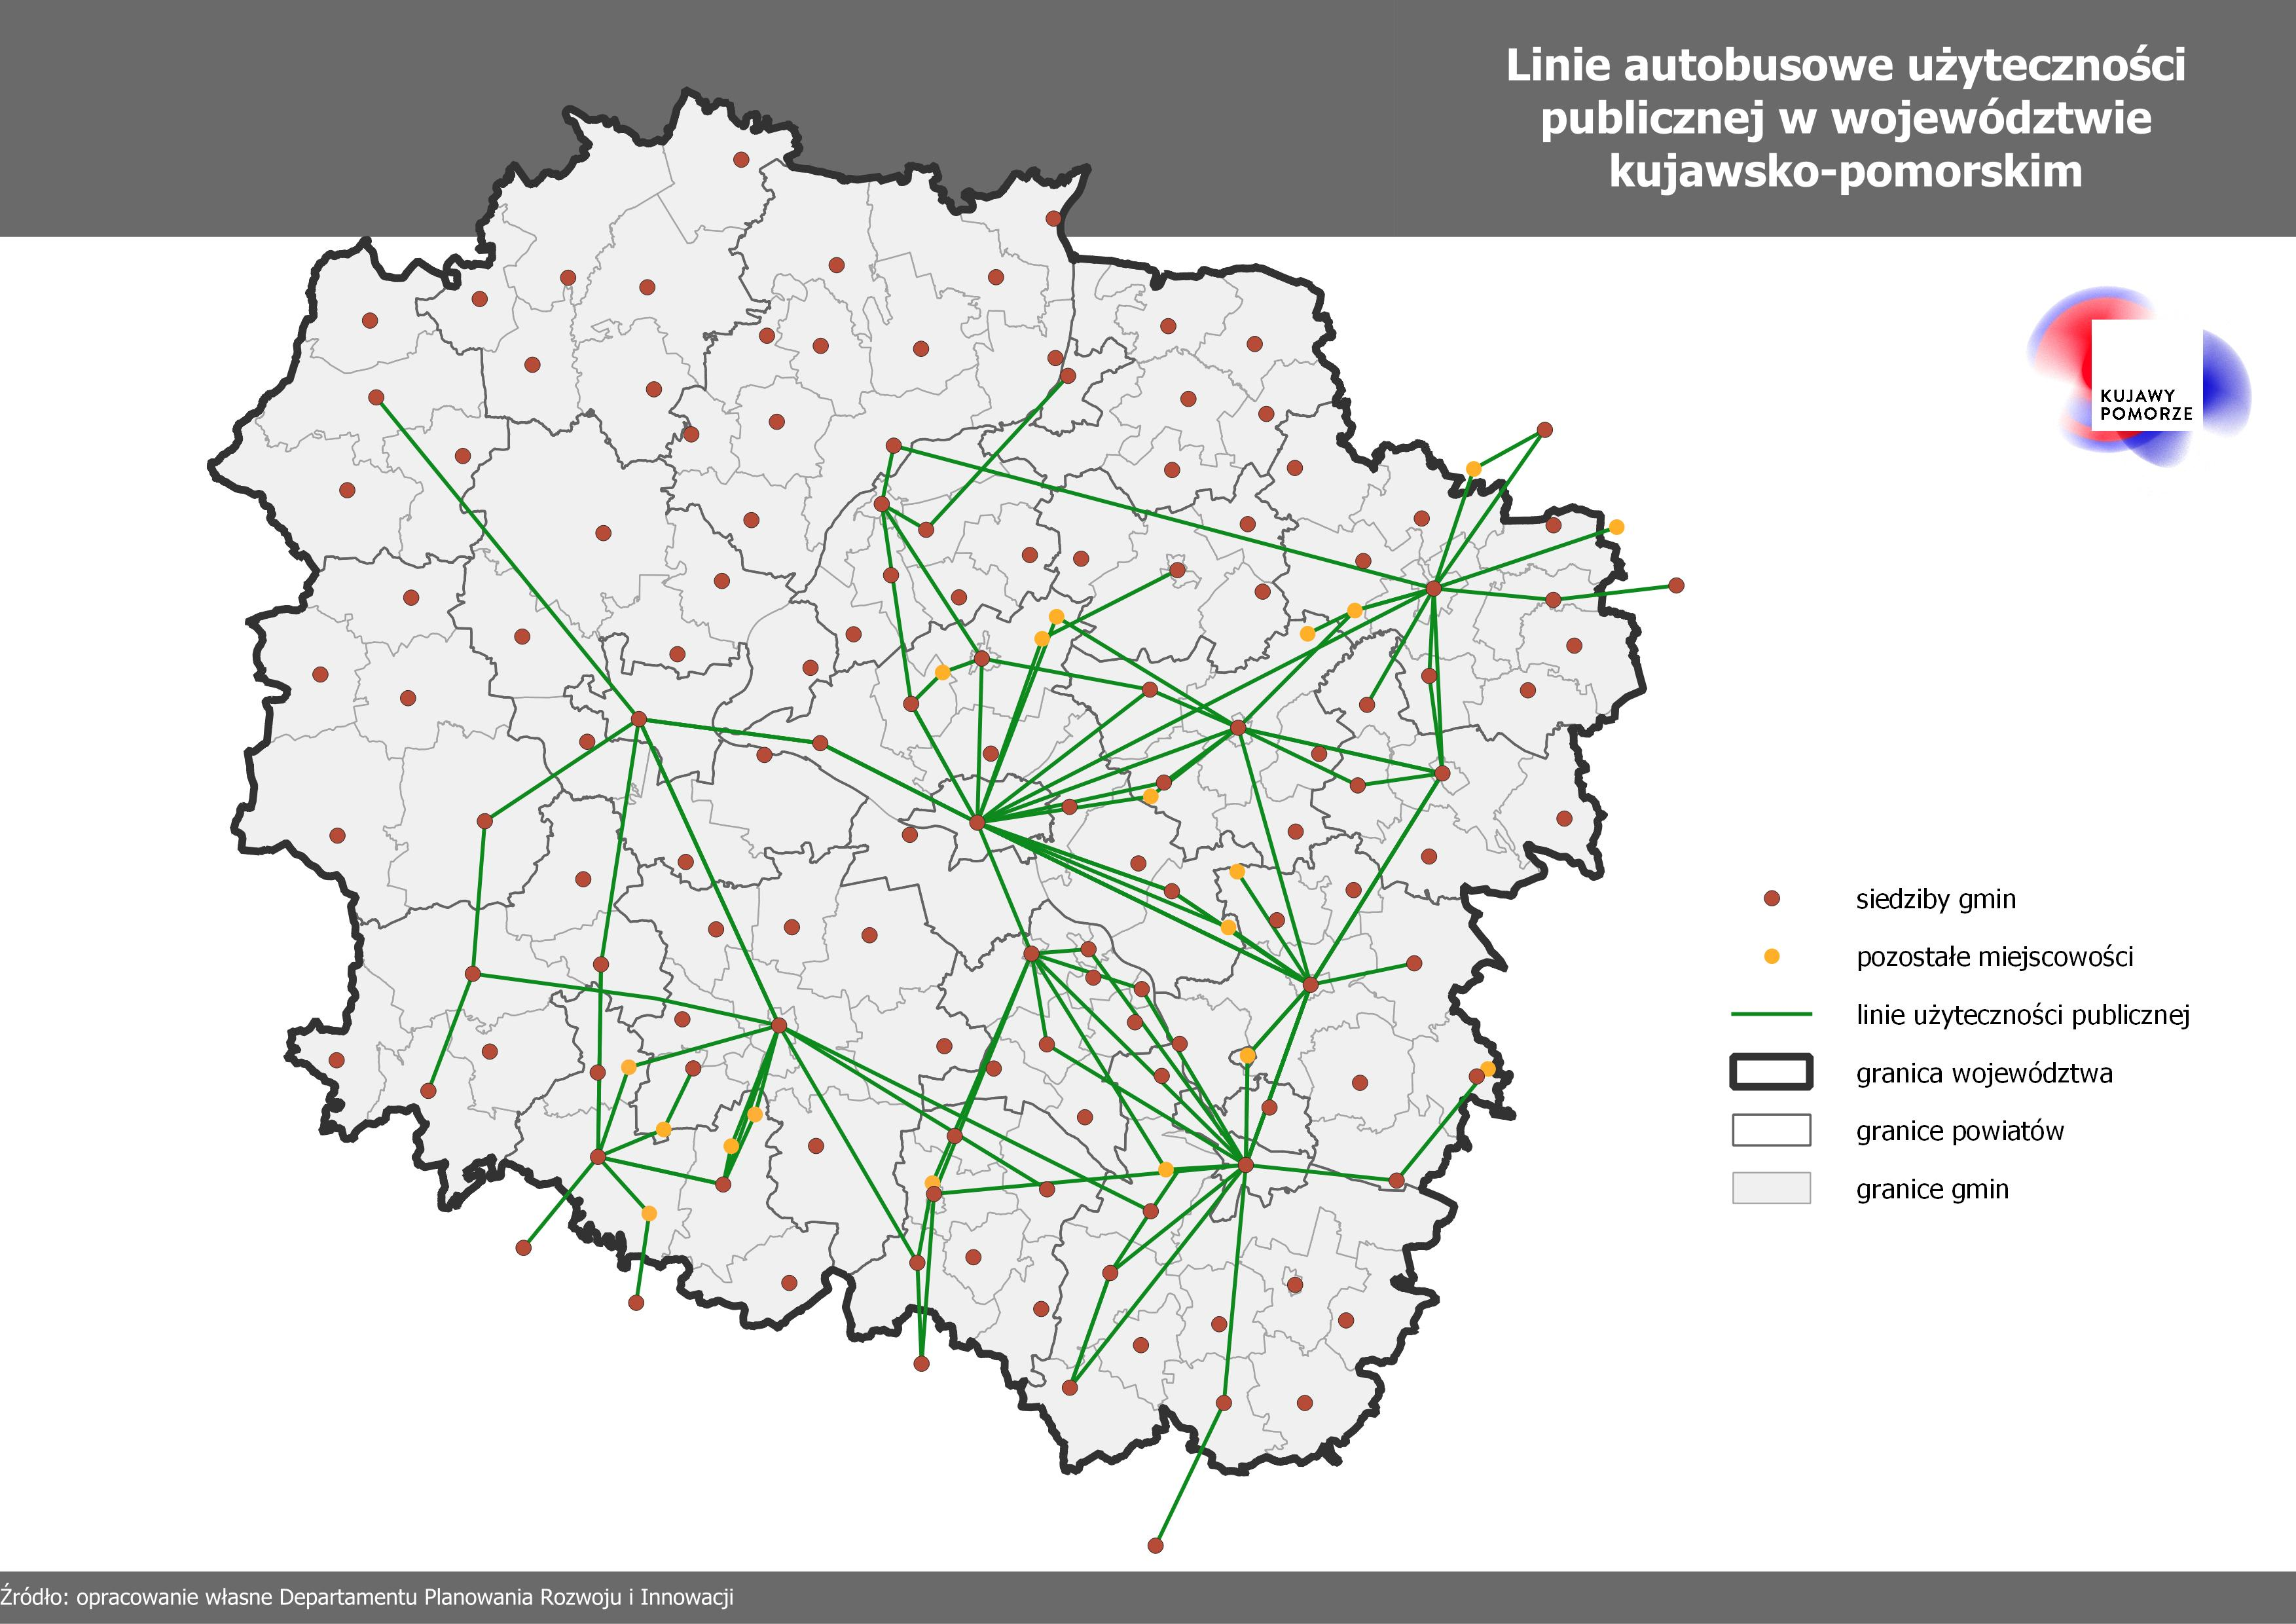 Linie autobusowe użyteczności
publicznej w województwie
kujawsko-pomorskim
KUJAWY
POMORZE
siedziby gmin
pozostałe miejscowości
linie użyteczności publicznej
granica województwa
granice powiatów
granice gmin
Źródło: opracowanie własne Departamentu Planowania Rozwoju i Innowacji